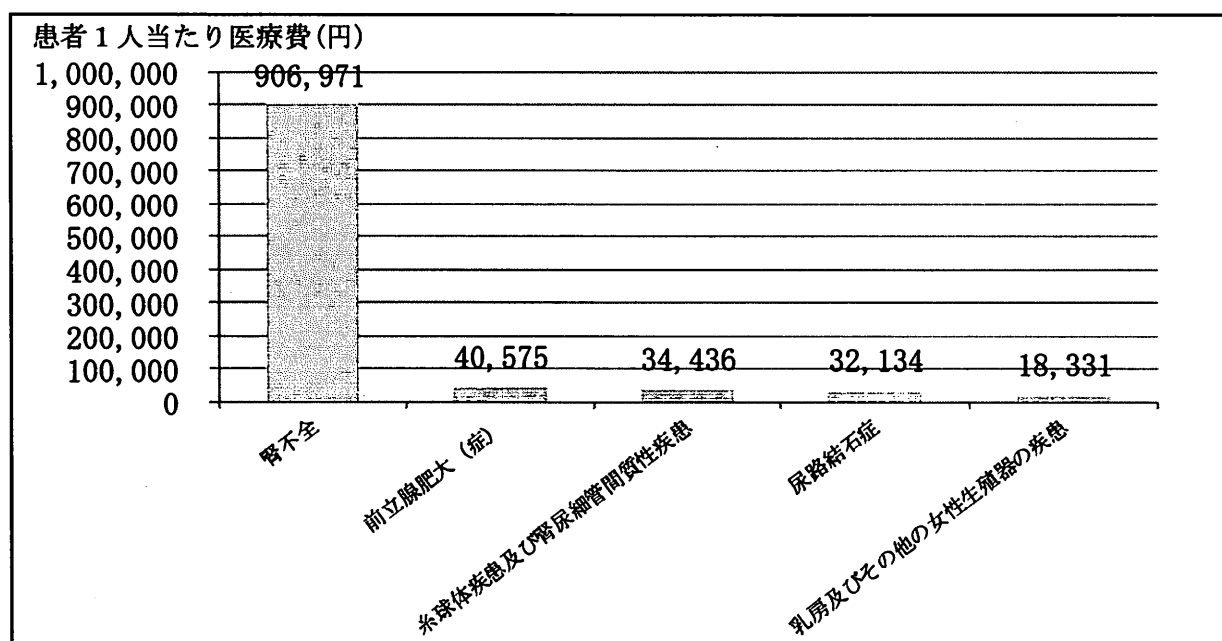 患者1人当たり医療費(円)
1,000,000
900,000
800,000
700,000
600,000
500,000
400,000
300,000
200,000
100,000
0
906,971
40,575
34,436
32,134
18,331
腎不全
前立腺肥大（症）
糸球体疾患及び腎尿細管間質性疾患
尿路結石症
乳房及びその他の女性生殖器の疾患